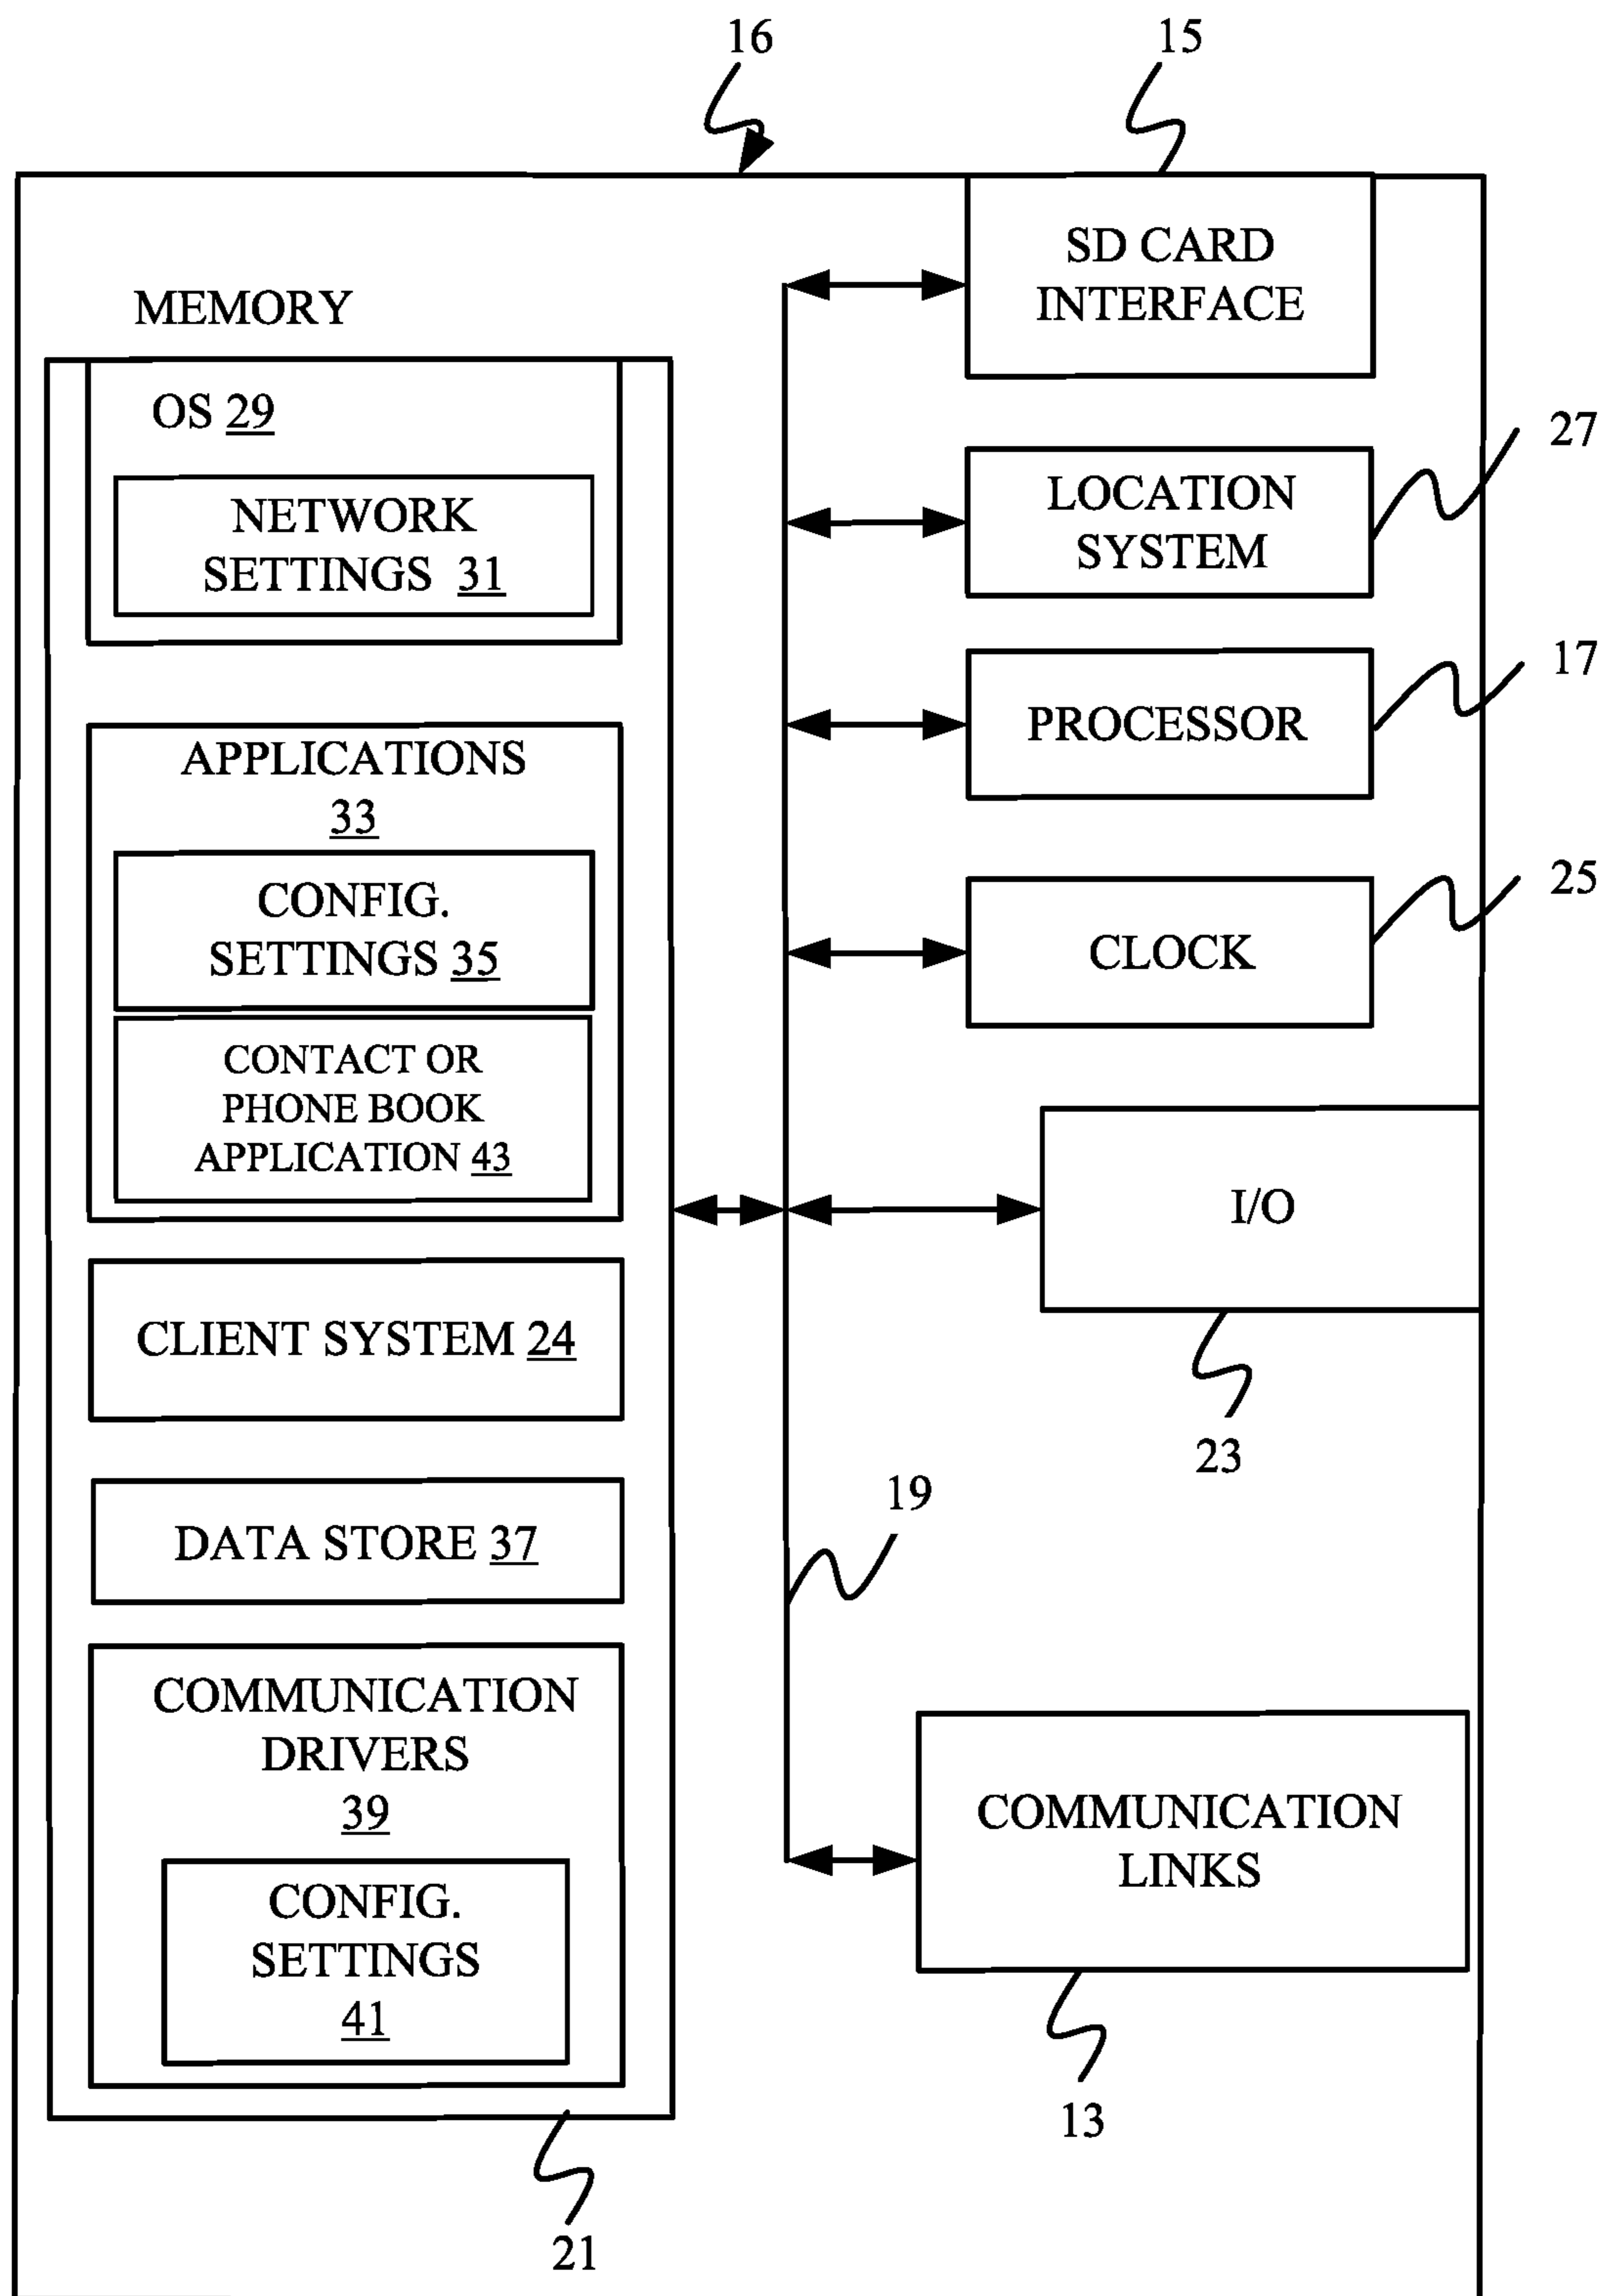 16
15
SD CARD
INTERFACE
MEMORY
OS 29
NETWORK
SETTINGS 31
27
LOCATION
SYSTEM
17
PROCESSOR
APPLICATIONS
33
CONFIG.
SETTINGS 35
25
CLOCK
CONTACT OR
PHONE BOOK
APPLICATION 43
I/O
CLIENT SYSTEM 24
23
19
DATA STORE 37
COMMUNICATION
DRIVERS
39
CONFIG.
SETTINGS
41
COMMUNICATION
LINKS
13
21